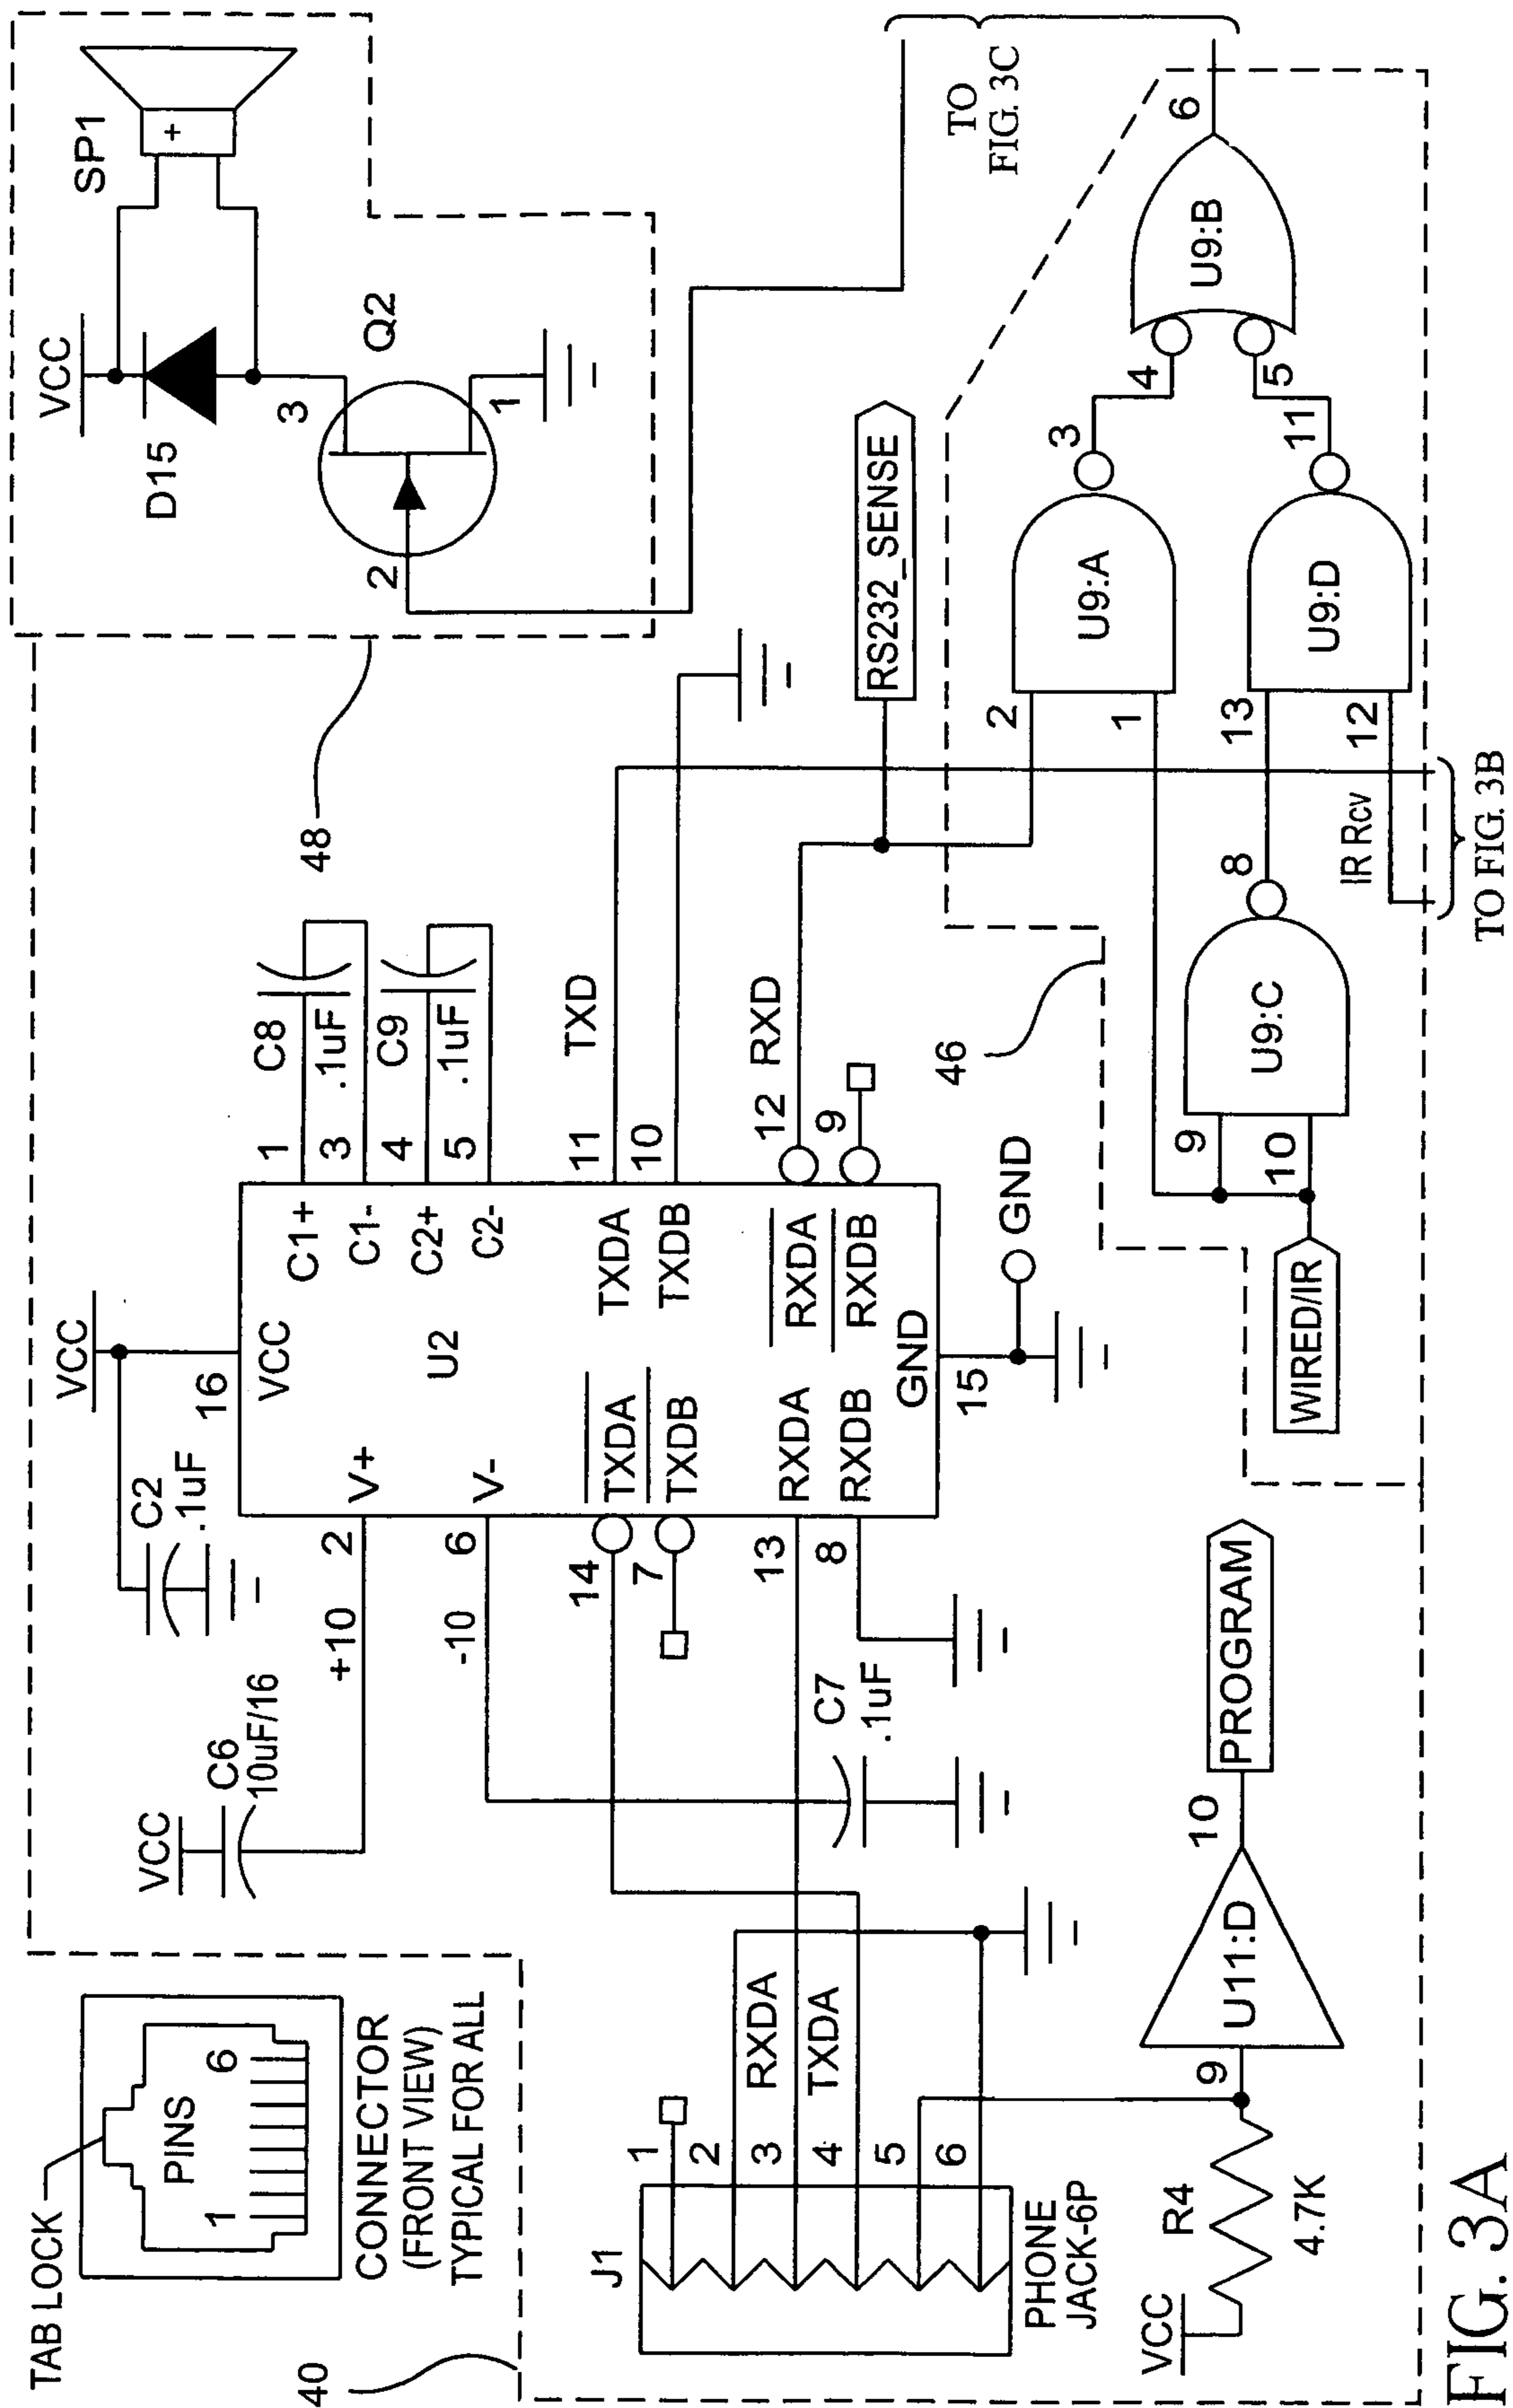 TAB LOCK
PINS
1
6
CONNECTOR
(FRONT VIEW)
TYPICAL FOR ALL
40
VCC
C6
10uF/16
+10
-10
VCC
C2
.1uF
2
6
14
7
13
8
16
V+
V-
TXDA
TXDB
RXDA
RXDB
VCC
U2
GND
15
GND
C1+
C1-
C2+
C2-
TXDA
TXDB
RXDA
RXDB
1
3
4
5
11
10
12
9
C8
.1uF
C9
.1uF
TXD
RXD
48
VCC
D15
SP1
+
Q2
3
2
1
RS232_SENSE
TO
FIG. 3C
J1
1
2
3
4
5
6
RXDA
TXDA
PHONE
JACK-6P
C7
.1uF
VCC
R4
4.7K
9
U11:D
10
PROGRAM
WIRED/IR
46
9
10
U9:C
8
IR Rcv
2
1
U9:A
3
13
12
U9:D
11
4
5
U9:B
6
TO FIG. 3B
FIG. 3A